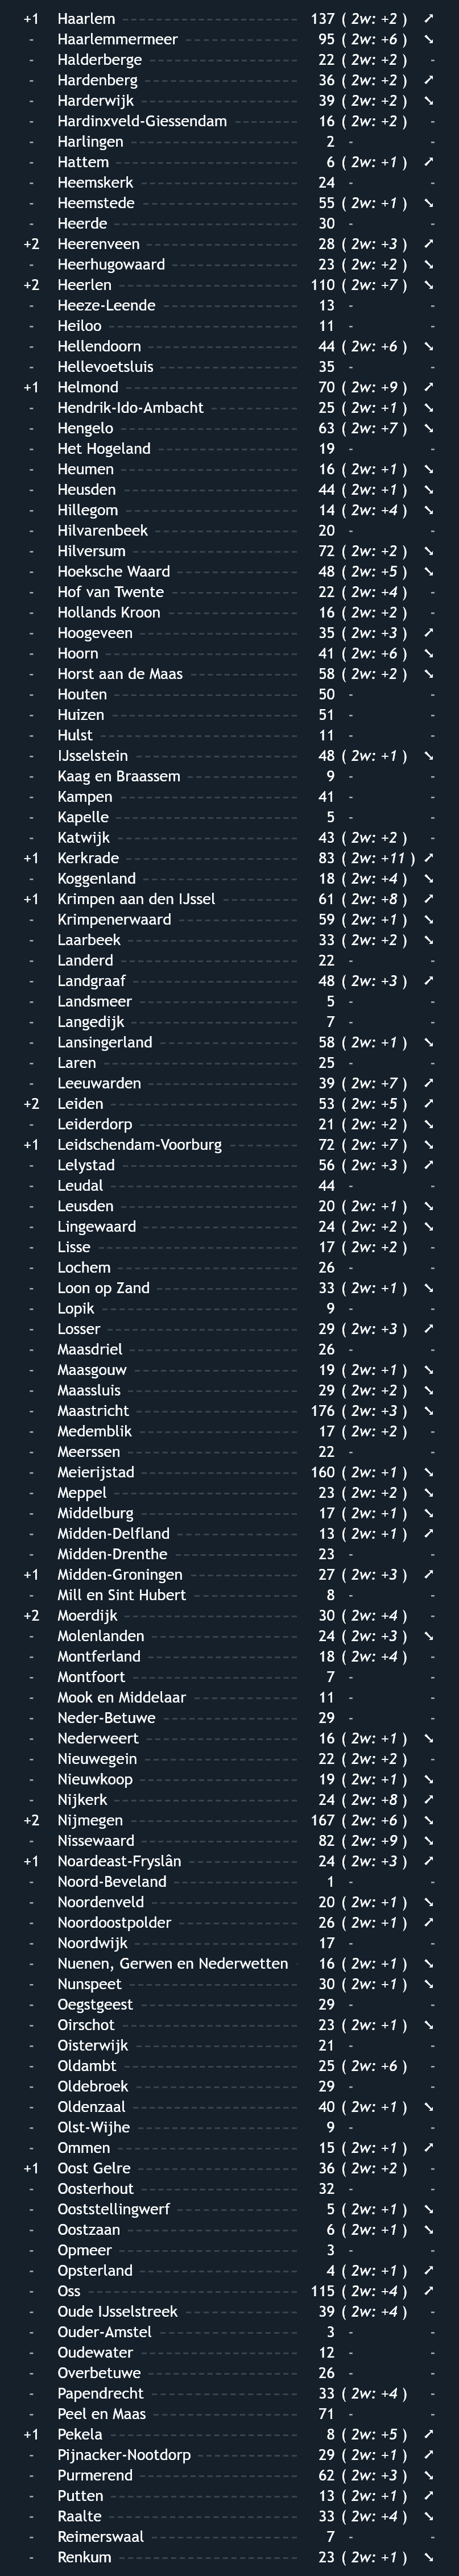 +1 Haarlem 137 ( 2w: +2 ) ↗
- Haarlemmermeer 95 ( 2w: +6 ) ↘
- Halderberge 22 ( 2w: +2 ) -
- Hardenberg 36 ( 2w: +2 ) ↗
- Harderwijk 39 ( 2w: +2 ) ↘
- Hardinxveld-Giessendam 16 ( 2w: +2 ) -
- Harlingen 2 - -
- Hattem 6 ( 2w: +1 ) ↗
- Heemskerk 24 - -
- Heemstede 55 ( 2w: +1 ) ↘
- Heerde 30 - -
+2 Heerenveen 28 ( 2w: +3 ) ↗
- Heerhugowaard 23 ( 2w: +2 ) ↘
+2 Heerlen 110 ( 2w: +7 ) ↘
- Heeze-Leende 13 - -
- Heiloo 11 - -
- Hellendoorn 44 ( 2w: +6 ) ↘
- Hellevoetsluis 35 - -
+1 Helmond 70 ( 2w: +9 ) ↗
- Hendrik-Ido-Ambacht 25 ( 2w: +1 ) ↘
- Hengelo 63 ( 2w: +7 ) ↘
- Het Hogeland 19 - -
- Heumen 16 ( 2w: +1 ) ↘
- Heusden 44 ( 2w: +1 ) ↘
- Hillegom 14 ( 2w: +4 ) ↘
- Hilvarenbeek 20 - -
- Hilversum 72 ( 2w: +2 ) ↘
- Hoeksche Waard 48 ( 2w: +5 ) ↘
- Hof van Twente 22 ( 2w: +4 ) -
- Hollands Kroon 16 ( 2w: +2 ) -
- Hoogeveen 35 ( 2w: +3 ) ↗
- Hoorn 41 ( 2w: +6 ) ↘
- Horst aan de Maas 58 ( 2w: +2 ) ↘
- Houten 50 - -
- Huizen 51 - -
- Hulst 11 - -
- IJsselstein 48 ( 2w: +1 ) ↘
- Kaag en Braassem 9 - -
- Kampen 41 - -
- Kapelle 5 - -
- Katwijk 43 ( 2w: +2 ) -
+1 Kerkrade 83 ( 2w: +11 ) ↗
- Koggenland 18 ( 2w: +4 ) ↘
+1 Krimpen aan den IJssel 61 ( 2w: +8 ) ↗
- Krimpenerwaard 59 ( 2w: +1 ) ↘
- Laarbeek 33 ( 2w: +2 ) ↘
- Landerd 22 - -
- Landgraaf 48 ( 2w: +3 ) ↗
- Landsmeer 5 - -
- Langedijk 7 - -
- Lansingerland 58 ( 2w: +1 ) ↘
- Laren 25 - -
- Leeuwarden 39 ( 2w: +7 ) ↗
+2 Leiden 53 ( 2w: +5 ) ↗
- Leiderdorp 21 ( 2w: +2 ) ↘
+1 Leidschendam-Voorburg 72 ( 2w: +7 ) ↘
- Lelystad 56 ( 2w: +3 ) ↗
- Leudal 44 - -
- Leusden 20 ( 2w: +1 ) ↘
- Lingewaard 24 ( 2w: +2 ) ↘
- Lisse 17 ( 2w: +2 ) -
- Lochem 26 - -
- Loon op Zand 33 ( 2w: +1 ) ↘
- Lopik 9 - -
- Losser 29 ( 2w: +3 ) ↗
- Maasdriel 26 - -
- Maasgouw 19 ( 2w: +1 ) ↘
- Maassluis 29 ( 2w: +2 ) ↘
- Maastricht 176 ( 2w: +3 ) ↘
- Medemblik 17 ( 2w: +2 ) -
- Meerssen 22 - -
- Meierijstad 160 ( 2w: +1 ) ↘
- Meppel 23 ( 2w: +2 ) ↘
- Middelburg 17 ( 2w: +1 ) ↘
- Midden-Delfland 13 ( 2w: +1 ) ↗
- Midden-Drenthe 23 - -
+1 Midden-Groningen 27 ( 2w: +3 ) ↗
- Mill en Sint Hubert 8 - -
+2 Moerdijk 30 ( 2w: +4 ) -
- Molenlanden 24 ( 2w: +3 ) ↘
- Montferland 18 ( 2w: +4 ) -
- Montfoort 7 - -
- Mook en Middelaar 11 - -
- Neder-Betuwe 29 - -
- Nederweert 16 ( 2w: +1 ) ↘
- Nieuwegein 22 ( 2w: +2 ) -
- Nieuwkoop 19 ( 2w: +1 ) ↘
- Nijkerk 24 ( 2w: +8 ) ↗
+2 Nijmegen 167 ( 2w: +6 ) ↘
- Nissewaard 82 ( 2w: +9 ) ↘
+1 Noardeast-Fryslân 24 ( 2w: +3 ) ↗
- Noord-Beveland 1 - -
- Noordenveld 20 ( 2w: +1 ) ↘
- Noordoostpolder 26 ( 2w: +1 ) ↗
- Noordwijk 17 - -
- Nuenen, Gerwen en Nederwetten 16 ( 2w: +1 ) ↘
- Nunspeet 30 ( 2w: +1 ) ↘
- Oegstgeest 29 - -
- Oirschot 23 ( 2w: +1 ) ↘
- Oisterwijk 21 - -
- Oldambt 25 ( 2w: +6 ) -
- Oldebroek 29 - -
- Oldenzaal 40 ( 2w: +1 ) ↘
- Olst-Wijhe 9 - -
- Ommen 15 ( 2w: +1 ) ↗
+1 Oost Gelre 36 ( 2w: +2 ) -
- Oosterhout 32 - -
- Ooststellingwerf 5 ( 2w: +1 ) ↘
- Oostzaan 6 ( 2w: +1 ) ↘
- Opmeer 3 - -
- Opsterland 4 ( 2w: +1 ) ↗
- Oss 115 ( 2w: +4 ) ↗
- Oude IJsselstreek 39 ( 2w: +4 ) -
- Ouder-Amstel 3 - -
- Oudewater 12 - -
- Overbetuwe 26 - -
- Papendrecht 33 ( 2w: +4 ) -
- Peel en Maas 71 - -
+1 Pekela 8 ( 2w: +5 ) ↗
- Pijnacker-Nootdorp 29 ( 2w: +1 ) ↗
- Purmerend 62 ( 2w: +3 ) ↘
- Putten 13 ( 2w: +1 ) ↗
- Raalte 33 ( 2w: +4 ) ↘
- Reimerswaal 7 - -
- Renkum 23 ( 2w: +1 ) ↘